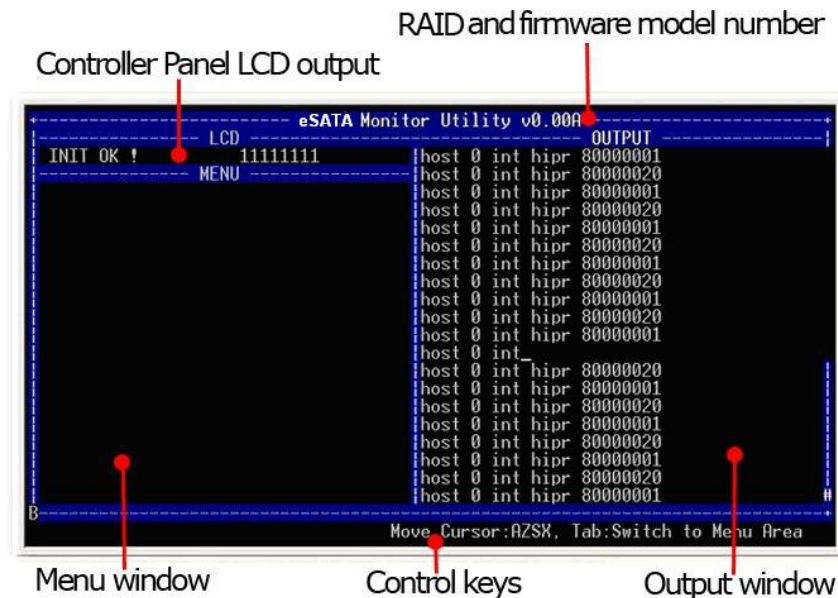 RAID and firmware model number
Controller Panel LCD output
eSATA Monitor Utility v0.00A
LCD
OUTPUT
INIT OK ! 11111111
MENU
host 0 int hipr 80000001
host 0 int hipr 80000020
host 0 int hipr 80000001
host 0 int hipr 80000020
host 0 int hipr 80000001
host 0 int hipr 80000020
host 0 int hipr 80000001
host 0 int hipr 80000020
host 0 int hipr 80000001
host 0 int hipr 80000020
host 0 int hipr 80000001
host 0 int_
host 0 int hipr 80000020
host 0 int hipr 80000001
host 0 int hipr 80000020
host 0 int hipr 80000001
host 0 int hipr 80000020
host 0 int hipr 80000001
host 0 int hipr 80000020
host 0 int hipr 80000001
#
B
Move Cursor:AZSX, Tab:Switch to Menu Area
Menu window
Control keys
Output window